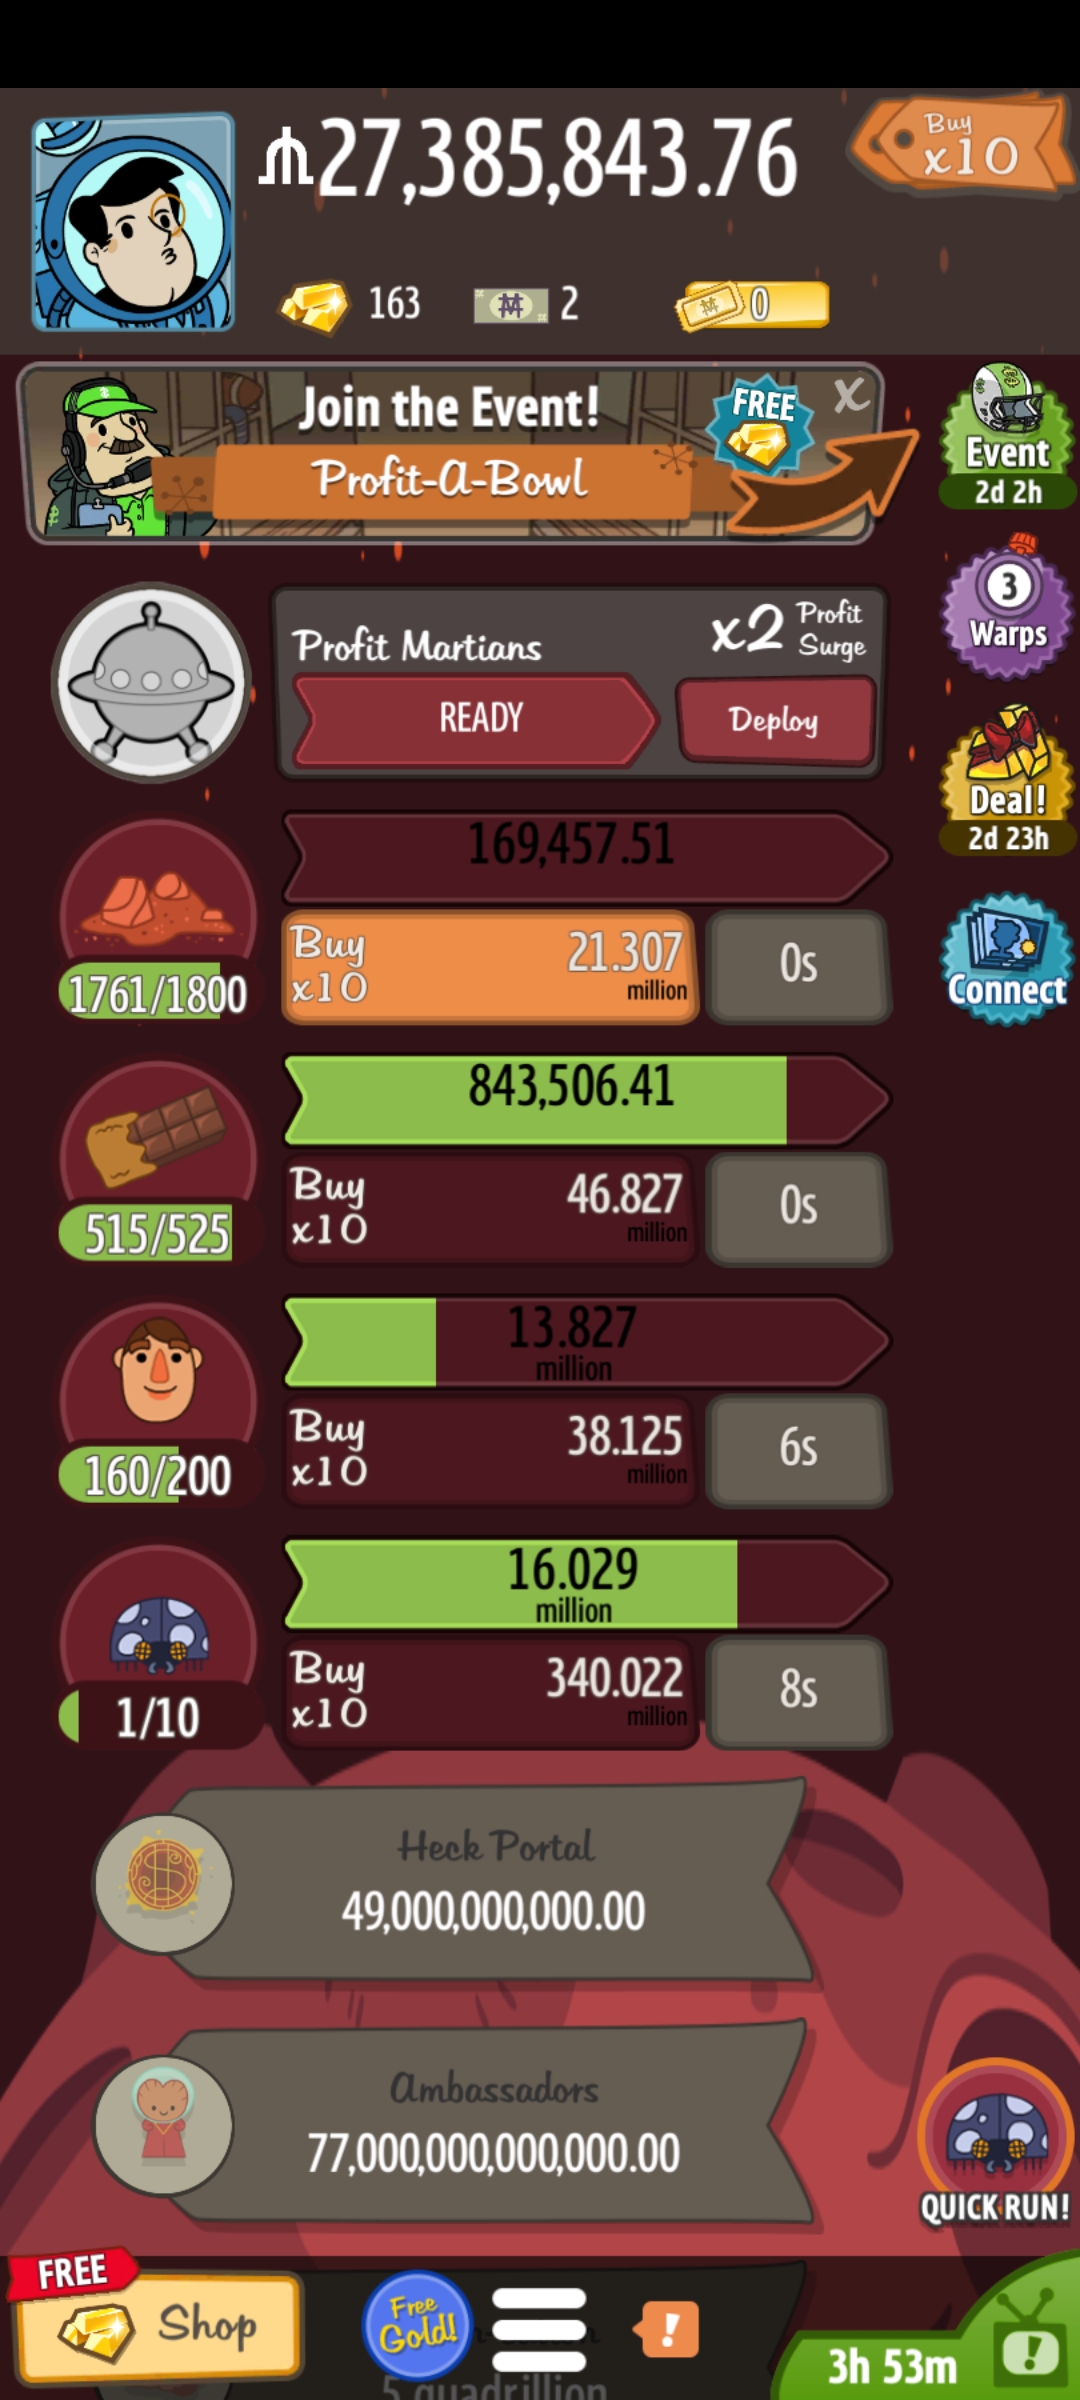 27,385,843.76
Buy
x10
163
2
0
Join the Event!
FREE
X
Profit-A-Bowl
Event
2d 2h
3
Warps
Profit Martians
x2 Profit
Surge
READY
Deploy
Deal!
2d 23h
169,457.51
1761/1800
Buy
x10
21.307
million
0s
Connect
843,506.41
515/525
Buy
x10
46.827
million
0s
13.827
million
160/200
Buy
x10
38.125
million
6s
16.029
million
1/10
Buy
x10
340.022
million
8s
Heck Portal
49,000,000,000.00
Ambassadors
77,000,000,000,000.00
QUICK RUN!
FREE
Shop
Free
Gold!
!
5 quadrillion
3h 53m
!